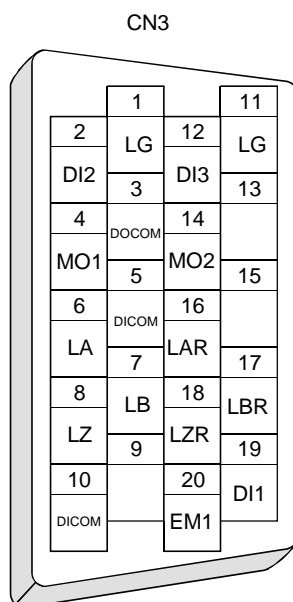 CN3
1 11
2 12
LG LG
DI2 DI3
3 13
4 14
DOCOM
MO1 MO2
5 15
6 16
DICOM
LA LAR
7 17
8 18
LB LBR
LZ LZR
9 19
10 20
DI1
DICOM EM1